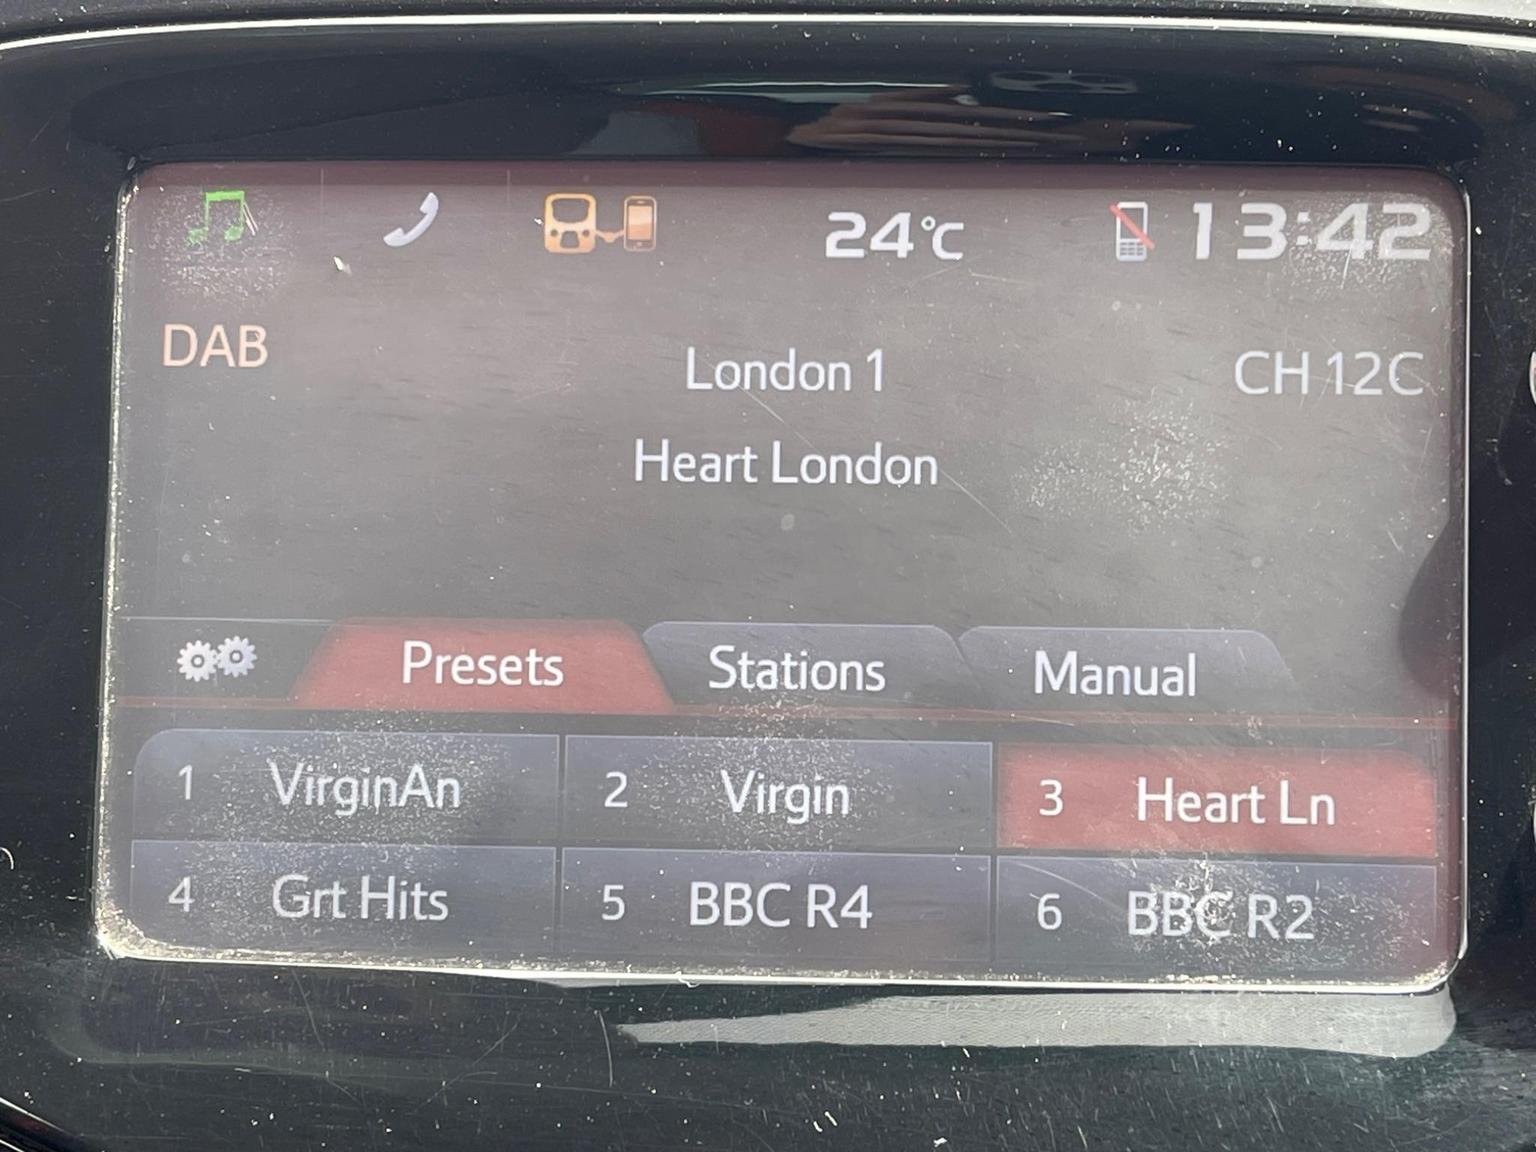 24°C 13:42
DAB
London 1 CH 12C
Heart London
Presets Stations Manual
1 VirginAn 2 Virgin 3 Heart Ln
4 Grt Hits 5 BBC R4 6 BBC R2